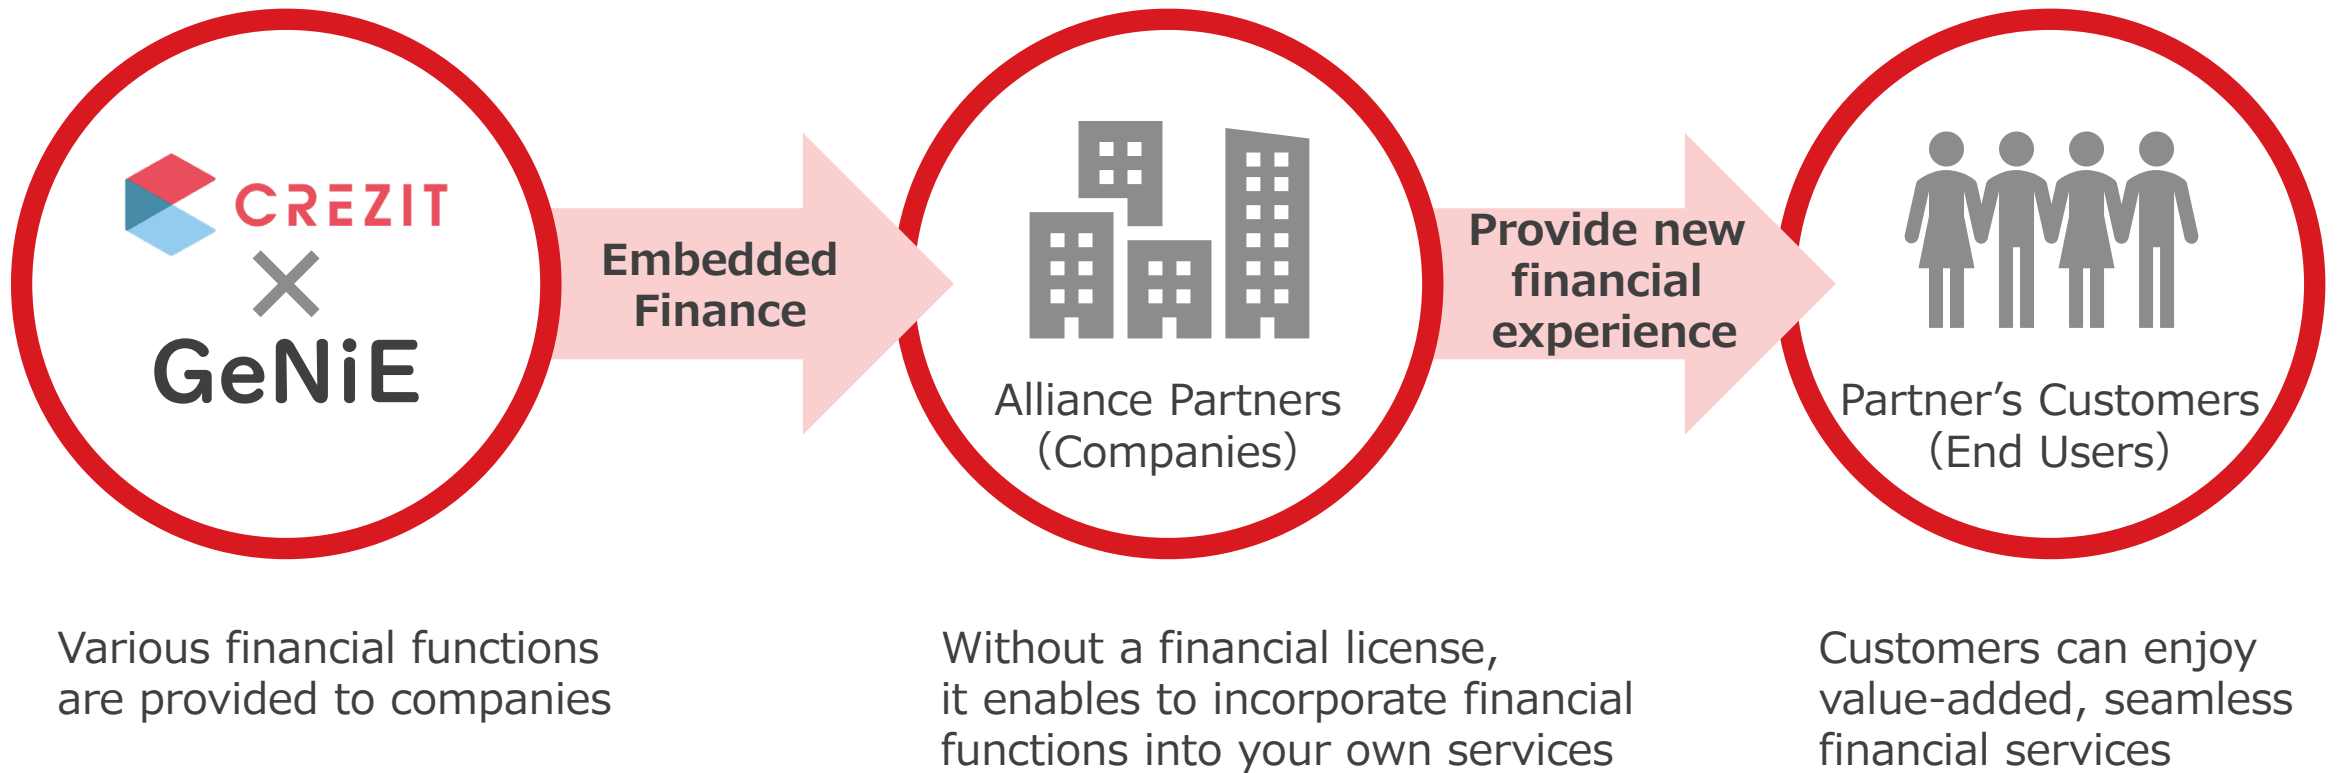 CREZIT
×
GeNiE
Embedded
Finance
Alliance Partners
（Companies）
Provide new
financial
experience
Partner’s Customers
（End Users）
Various financial functions
are provided to companies
Without a financial license,
it enables to incorporate financial
functions into your own services
Customers can enjoy
value-added, seamless
financial services